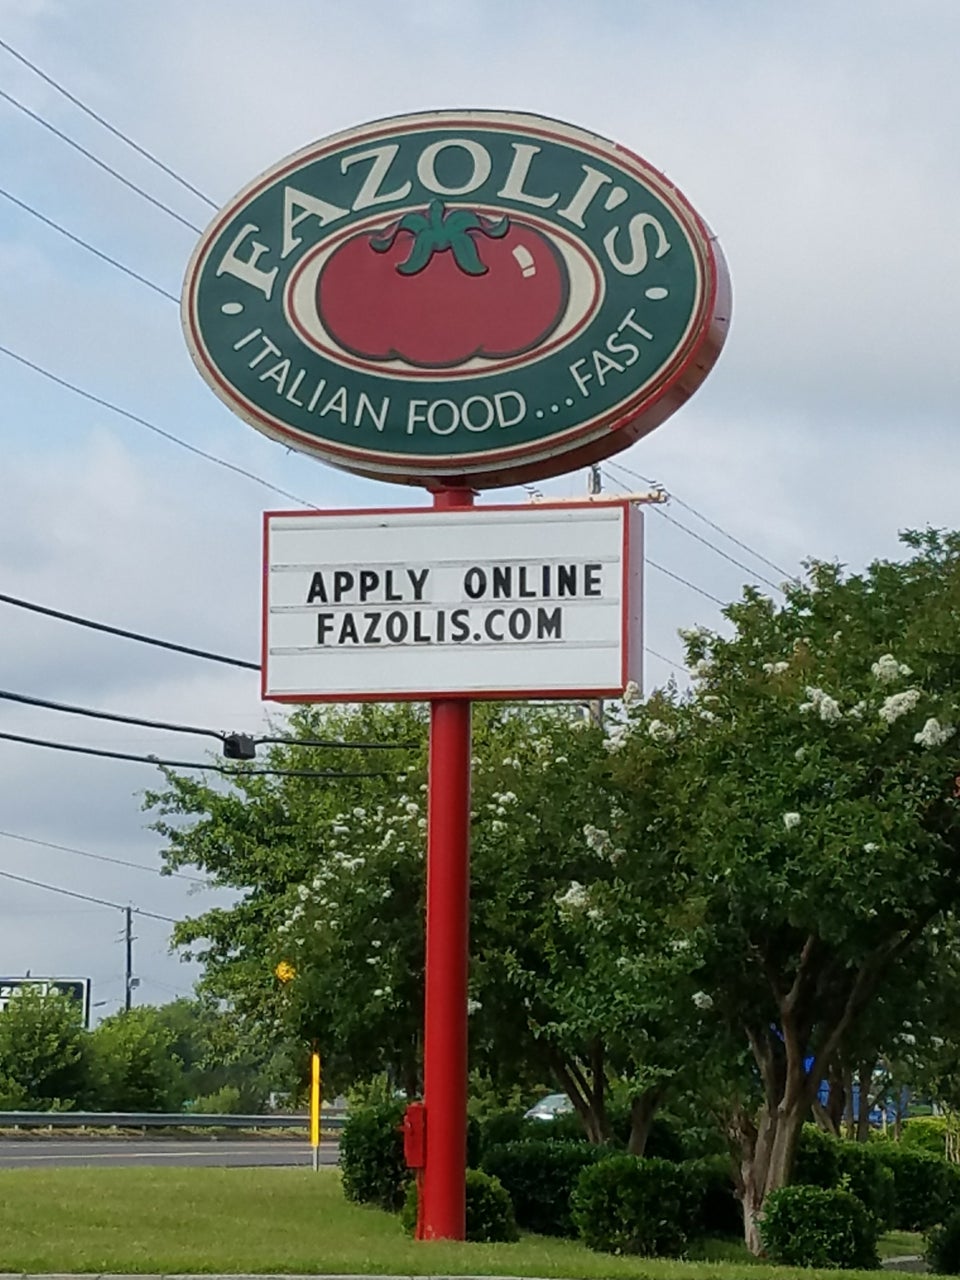 FAZOLI'S
ITALIAN FOOD...FAST
APPLY ONLINE
FAZOLIS.COM